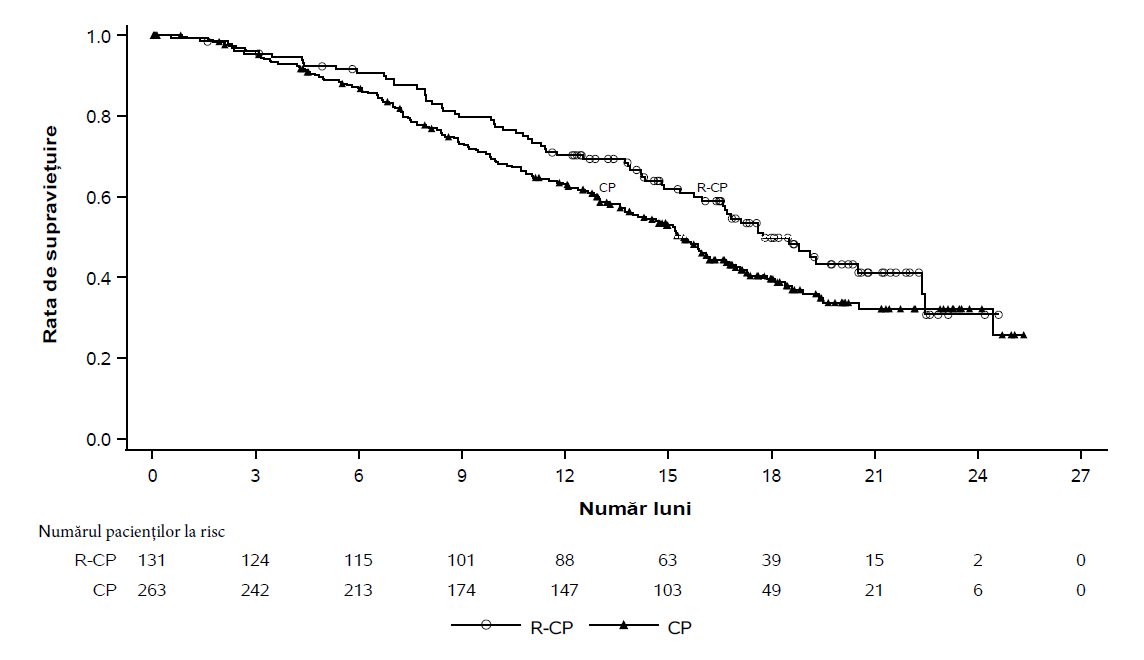 Rata de supraviețuire
1.0
0.8
0.6
0.4
0.2
0.0
CP R-CP
0 3 6 9 12 15 18 21 24 27
Număr luni
Numărul pacienților la risc
R-CP 131 124 115 101 88 63 39 15 2 0
CP 263 242 213 174 147 103 49 21 6 0
R-CP CP